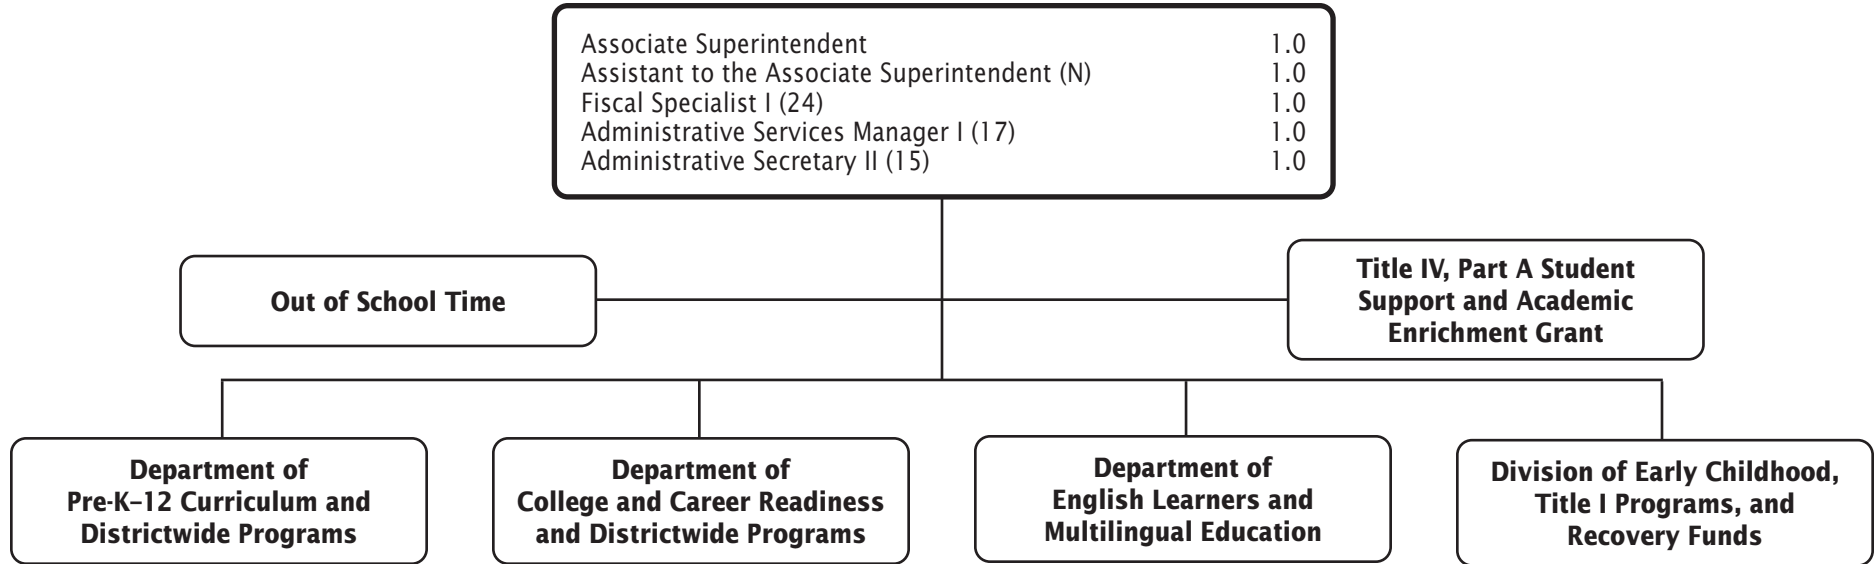 Associate Superintendent 1.0
Assistant to the Associate Superintendent (N) 1.0
Fiscal Specialist I (24) 1.0
Administrative Services Manager I (17) 1.0
Administrative Secretary II (15) 1.0
Out of School Time
Title IV, Part A Student
Support and Academic
Enrichment Grant
Department of
Pre-K–12 Curriculum and
Districtwide Programs
Department of
College and Career Readiness
and Districtwide Programs
Department of
English Learners and
Multilingual Education
Division of Early Childhood,
Title I Programs, and
Recovery Funds